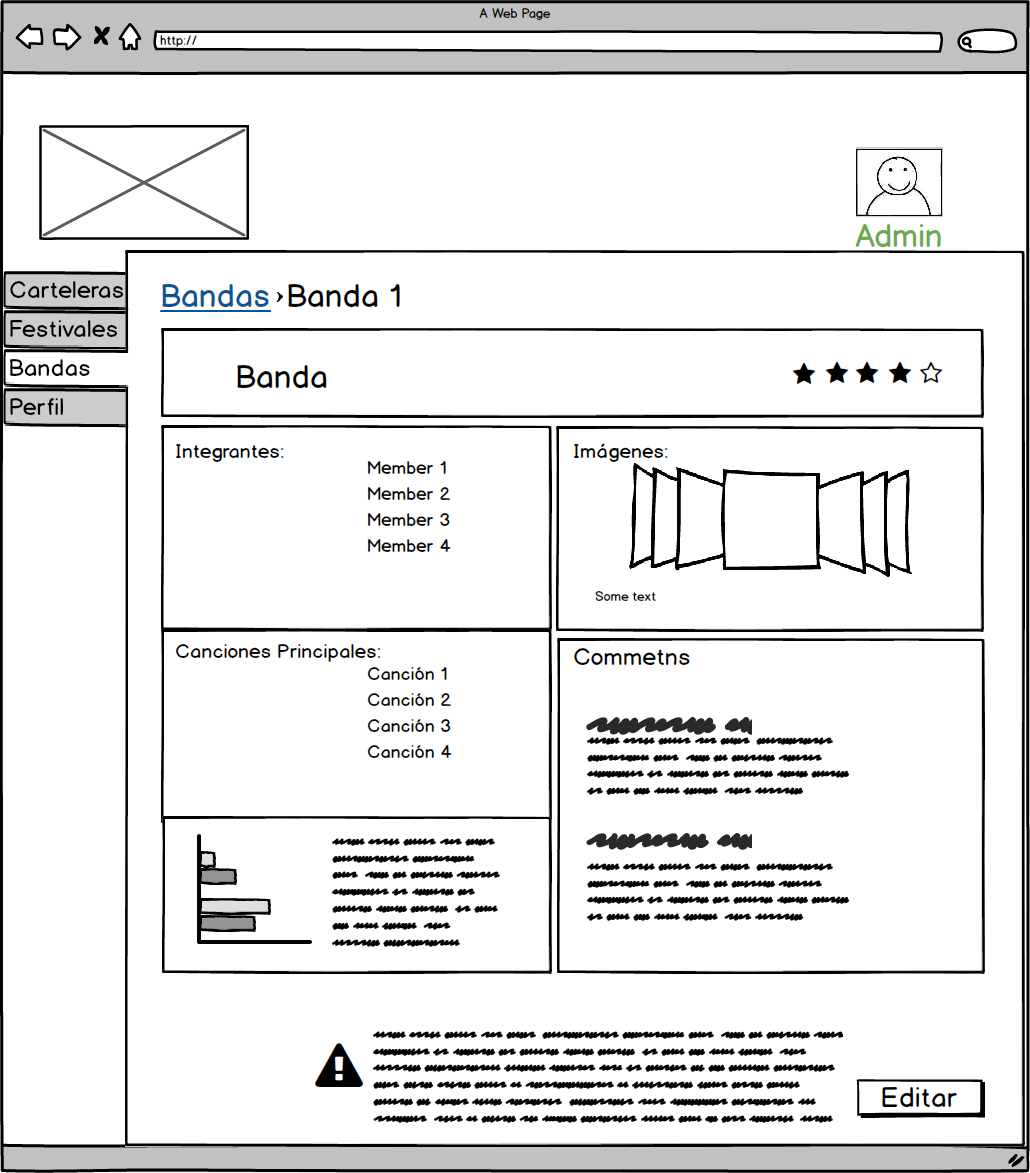 A Web Page
http://
Admin
Carteleras
Festivales
Bandas
Perfil
Bandas ›Banda 1
Banda
Integrantes:
Member 1
Member 2
Member 3
Member 4
Imágenes:
Some text
Canciones Principales:
Canción 1
Canción 2
Canción 3
Canción 4
Commetns
Editar